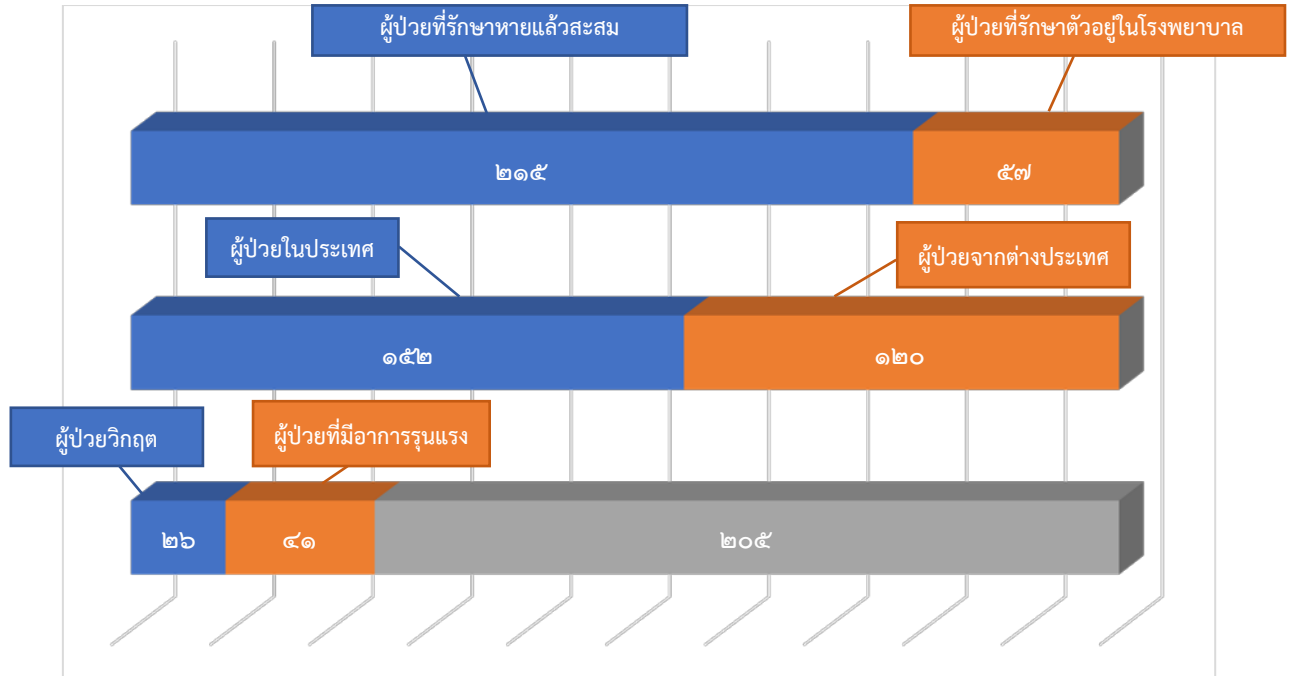 ผู้ป่วยที่รักษาหายแล้วสะสม
ผู้ป่วยที่รักษาตัวอยู่ในโรงพยาบาล
๒๑๕
๕๗
ผู้ป่วยในประเทศ
ผู้ป่วยจากต่างประเทศ
๑๕๒
๑๒๐
ผู้ป่วยวิกฤต
ผู้ป่วยที่มีอาการรุนแรง
๒๖
๔๑
๒๐๕